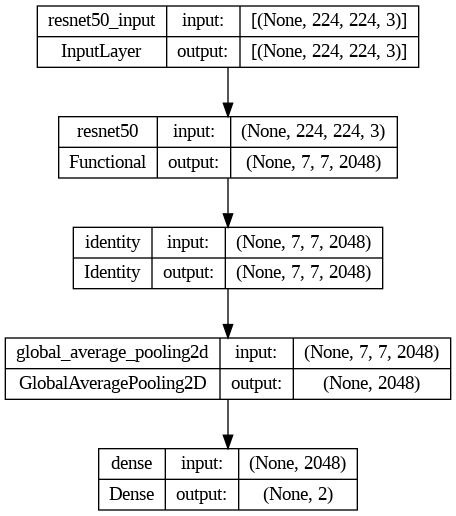 resnet50_input input: [(None, 224, 224, 3)]
InputLayer output: [(None, 224, 224, 3)]
resnet50 input: (None, 224, 224, 3)
Functional output: (None, 7, 7, 2048)
identity input: (None, 7, 7, 2048)
Identity output: (None, 7, 7, 2048)
global_average_pooling2d input: (None, 7, 7, 2048)
GlobalAveragePooling2D output: (None, 2048)
dense input: (None, 2048)
Dense output: (None, 2)